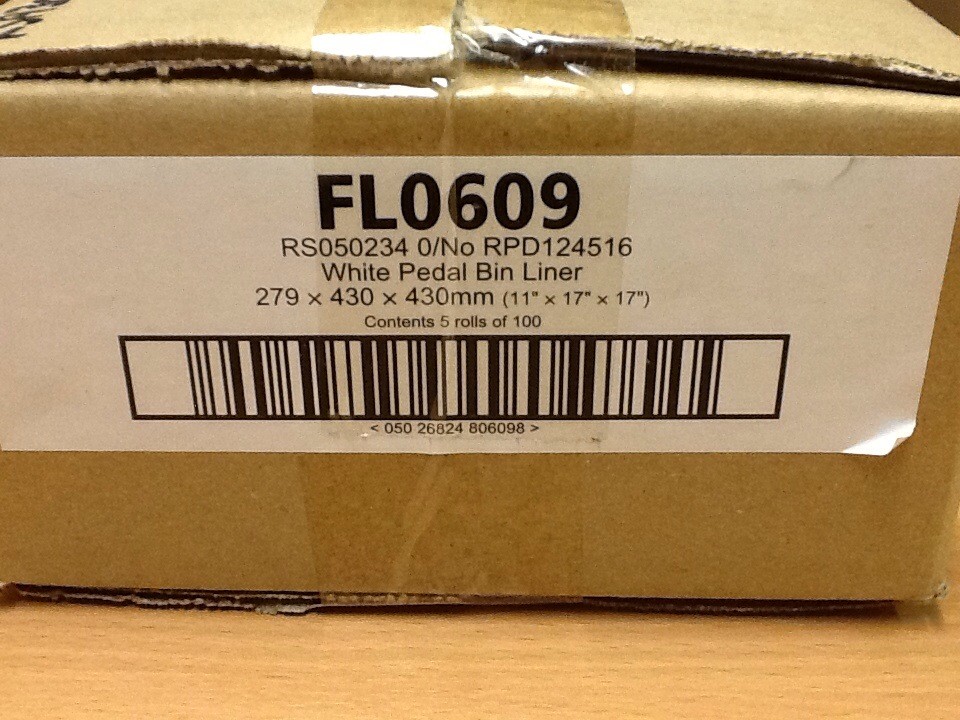 FL0609
RS050234 0/No RPD124516
White Pedal Bin Liner
279 × 430 × 430mm (11" × 17" × 17")
Contents 5 rolls of 100
< 050 26824 806098 >